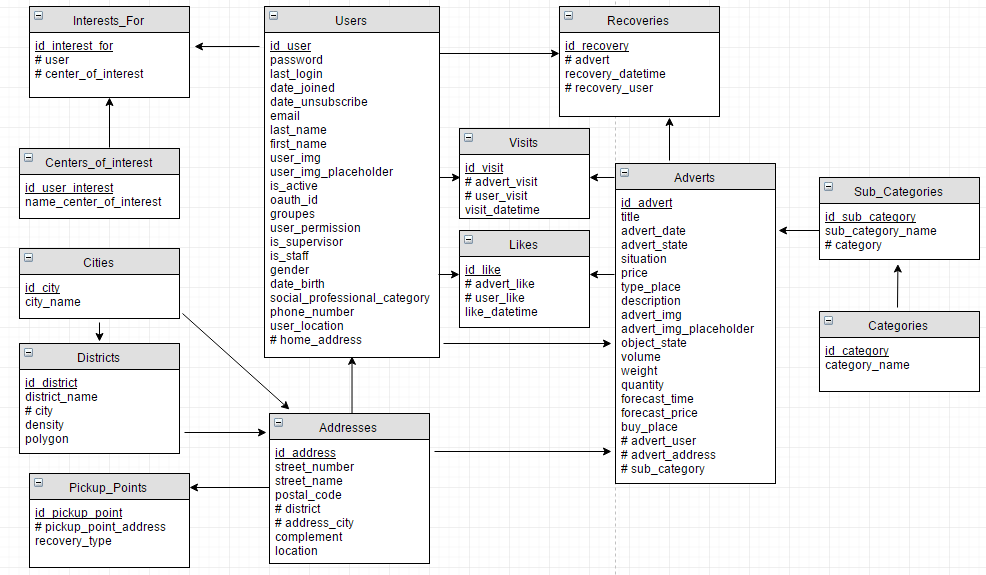 Interests_For
id_interest_for
# user
# center_of_interest
Users
id_user
password
last_login
date_joined
date_unsubscribe
email
last_name
first_name
user_img
user_img_placeholder
is_active
oauth_id
groupes
user_permission
is_supervisor
is_staff
gender
date_birth
social_professional_category
phone_number
user_location
# home_address
Recoveries
id_recovery
# advert
recovery_datetime
# recovery_user
Centers_of_interest
id_user_interest
name_center_of_interest
Visits
id_visit
# advert_visit
# user_visit
visit_datetime
Likes
id_like
# advert_like
# user_like
like_datetime
Adverts
id_advert
title
advert_date
advert_state
situation
price
type_place
description
advert_img
advert_img_placeholder
object_state
volume
weight
quantity
forecast_time
forecast_price
buy_place
# advert_user
# advert_address
# sub_category
Sub_Categories
id_sub_category
sub_category_name
# category
Categories
id_category
category_name
Cities
id_city
city_name
Districts
id_district
district_name
# city
density
polygon
Addresses
id_address
street_number
street_name
postal_code
# district
# address_city
complement
location
Pickup_Points
id_pickup_point
# pickup_point_address
recovery_type